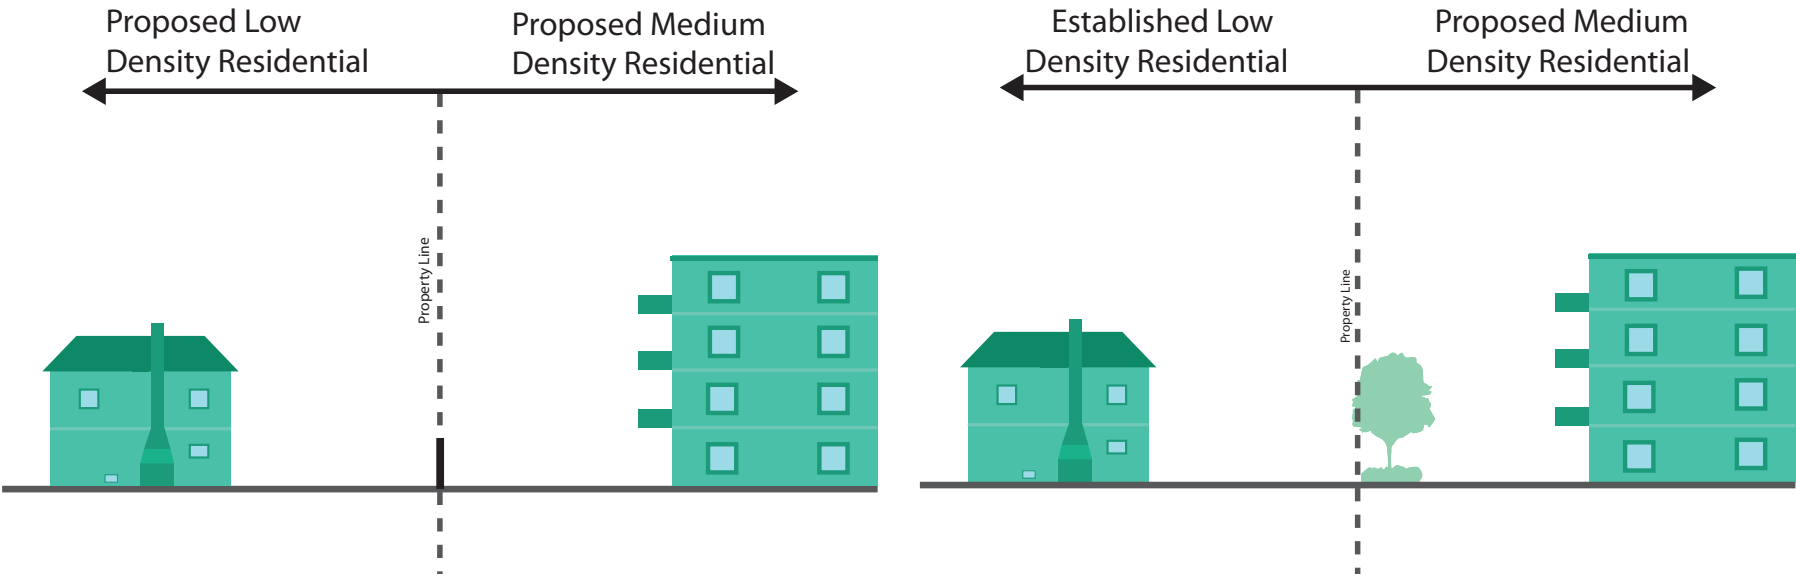 Proposed Low
Density Residential
Proposed Medium
Density Residential
Property Line
Established Low
Density Residential
Proposed Medium
Density Residential
Property Line